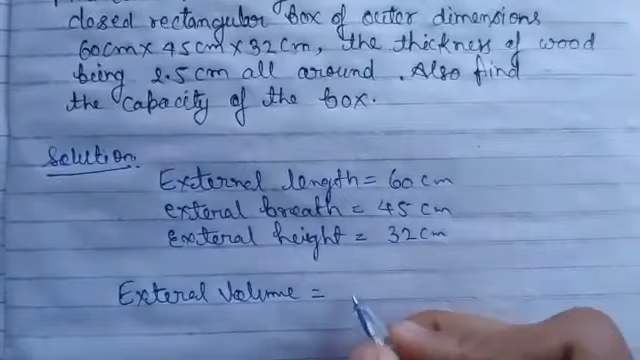 closed rectangular box of outer dimensions
60cm x 45cm x 32cm, the thickness of wood
being 2.5cm all around. Also find
the capacity of the box.
Solution
External length = 60 cm
exteral breath = 45 cm
exteral height = 32cm
Exteral Volume =